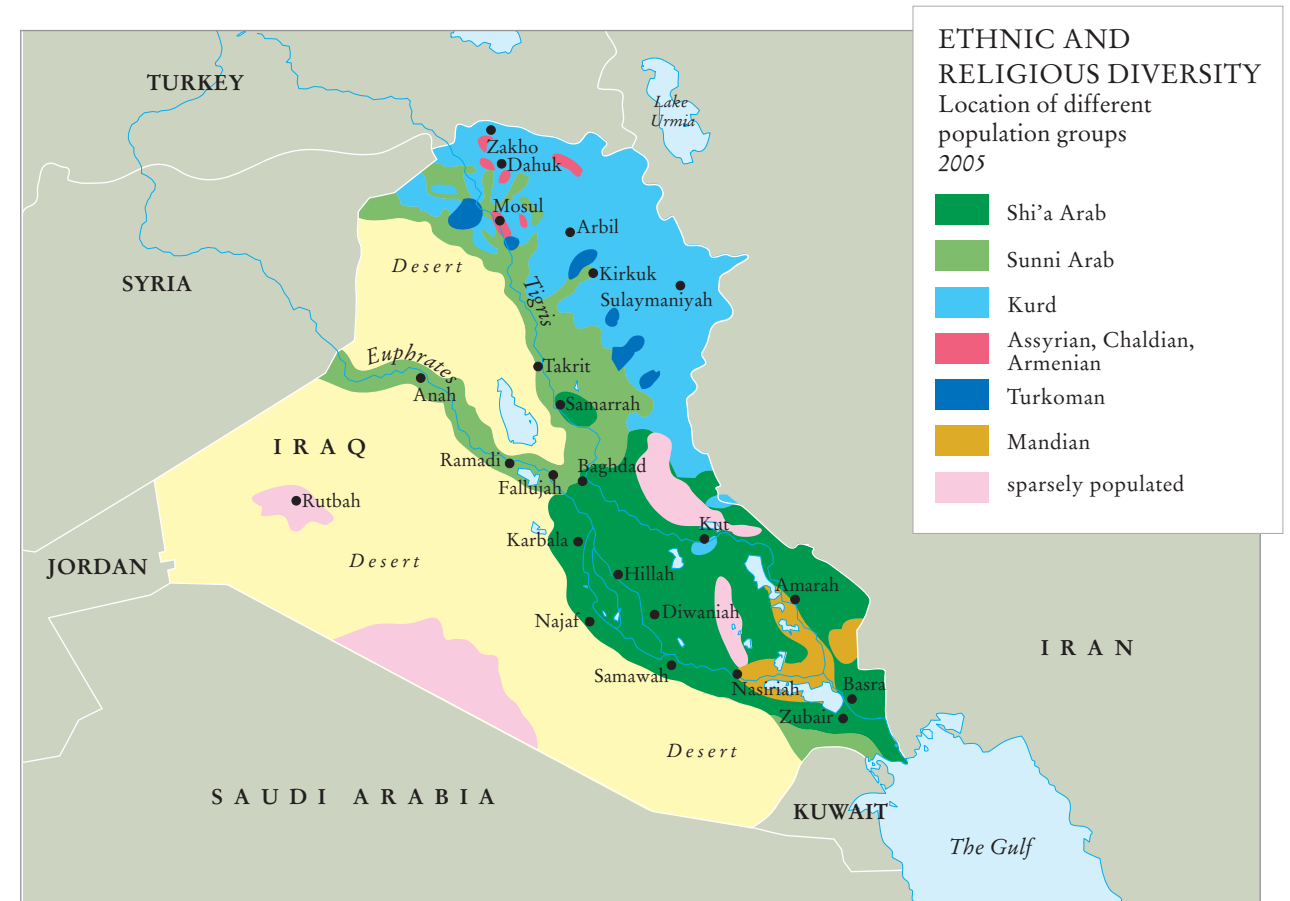 ETHNIC AND
RELIGIOUS DIVERSITY
Location of different
population groups
2005
Shi'a Arab
Sunni Arab
Kurd
Assyrian, Chaldian,
Armenian
Turkoman
Mandian
sparsely populated
TURKEY
Lake
Urmia
Zakho
Dahuk
Mosul
Arbil
Desert
Kirkuk
SYRIA
Tigris
Sulaymaniyah
Euphrates
Takrit
Anah
Samarrah
IRAQ
Ramadi
Baghdad
Fallujah
Rutbah
Kut
Karbala
JORDAN
Desert
Hillah
Amarah
Najaf
Diwaniah
IRAN
Samawah
Nasiriah
Basra
Zubair
Desert
SAUDI ARABIA
KUWAIT
The Gulf